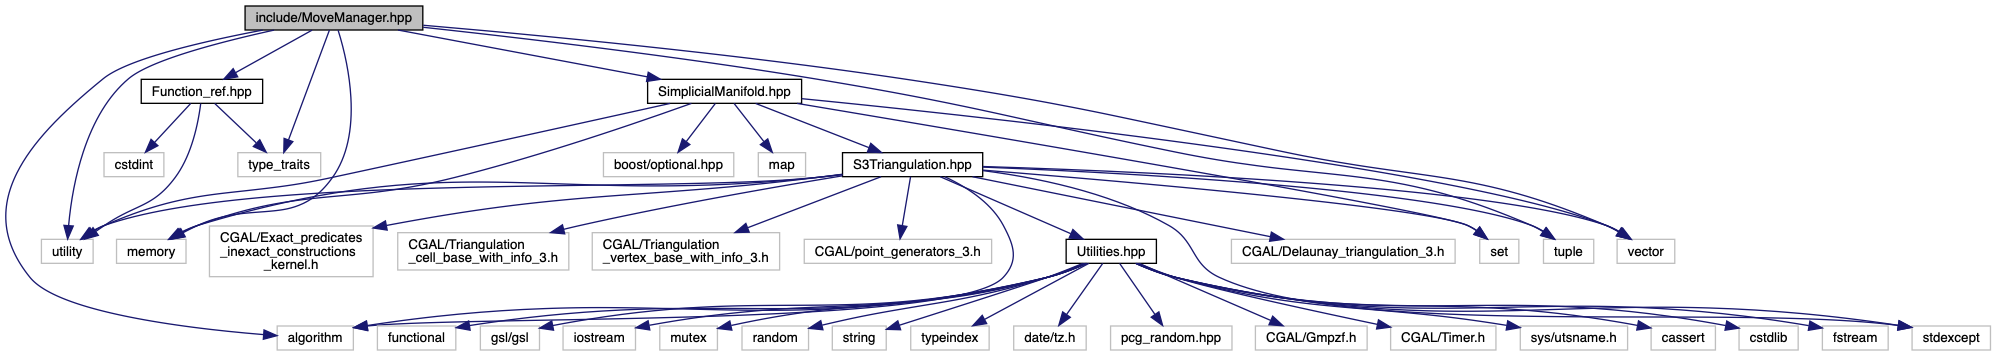 include/MoveManager.hpp
Function_ref.hpp
SimplicialManifold.hpp
cstdint
type_traits
boost/optional.hpp
map
S3Triangulation.hpp
utility
memory
CGAL/Exact_predicates
_inexact_constructions
_kernel.h
CGAL/Triangulation
_cell_base_with_info_3.h
CGAL/Triangulation
_vertex_base_with_info_3.h
CGAL/point_generators_3.h
Utilities.hpp
CGAL/Delaunay_triangulation_3.h
set
tuple
vector
algorithm
functional
gsl/gsl
iostream
mutex
random
string
typeindex
date/tz.h
pcg_random.hpp
CGAL/Gmpzf.h
CGAL/Timer.h
sys/utsname.h
cassert
cstdlib
fstream
stdexcept